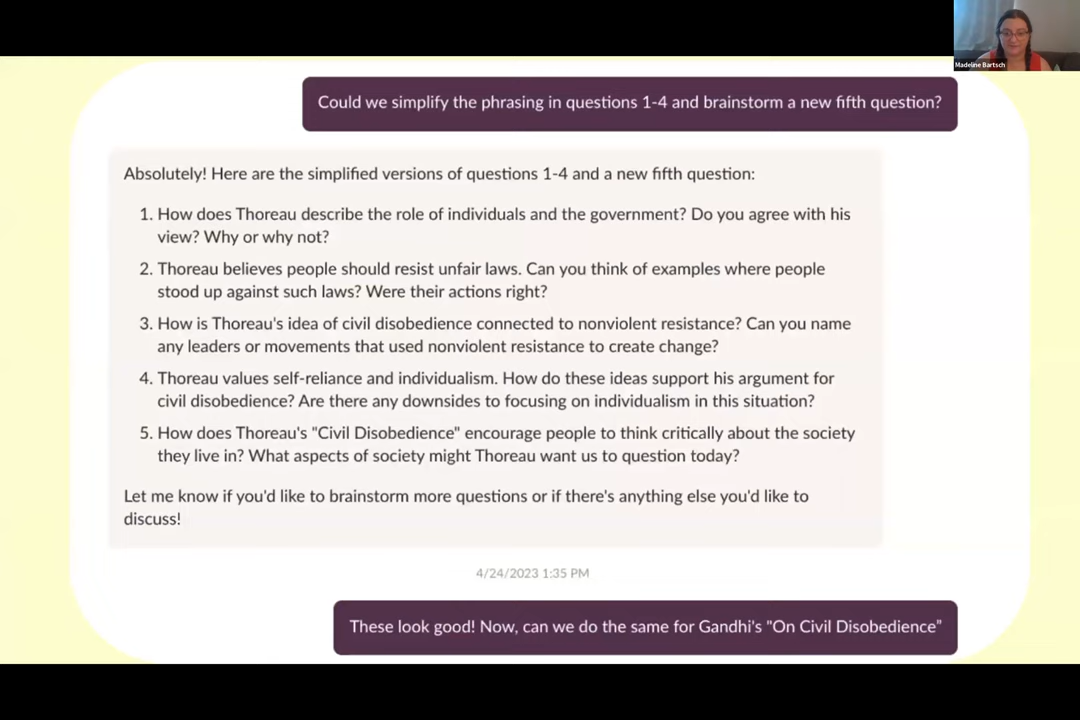 Madeline Bartsch
Could we simplify the phrasing in questions 1-4 and brainstorm a new fifth question?
Absolutely! Here are the simplified versions of questions 1-4 and a new fifth question:
1. How does Thoreau describe the role of individuals and the government? Do you agree with his
view? Why or why not?
2. Thoreau believes people should resist unfair laws. Can you think of examples where people
stood up against such laws? Were their actions right?
3. How is Thoreau's idea of civil disobedience connected to nonviolent resistance? Can you name
any leaders or movements that used nonviolent resistance to create change?
4. Thoreau values self-reliance and individualism. How do these ideas support his argument for
civil disobedience? Are there any downsides to focusing on individualism in this situation?
5. How does Thoreau's "Civil Disobedience" encourage people to think critically about the society
they live in? What aspects of society might Thoreau want us to question today?
Let me know if you'd like to brainstorm more questions or if there's anything else you'd like to
discuss!
4/24/2023 1:35 PM
These look good! Now, can we do the same for Gandhi's "On Civil Disobedience"